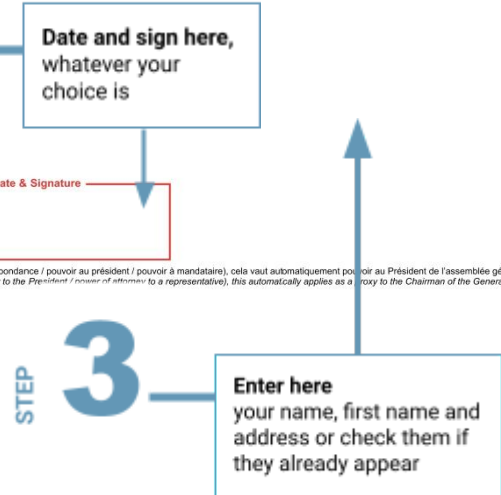 Date and sign here,
whatever your
choice is
ate & Signature
pondance / pouvoir au président / pouvoir à mandataire), cela vaut automatiquement pouvoir au Président de l'assemblée gé
to the President / power of attorney to a representative), this automatically applies as a proxy to the Chairman of the Genera
STEP
3
Enter here
your name, first name and
address or check them if
they already appear